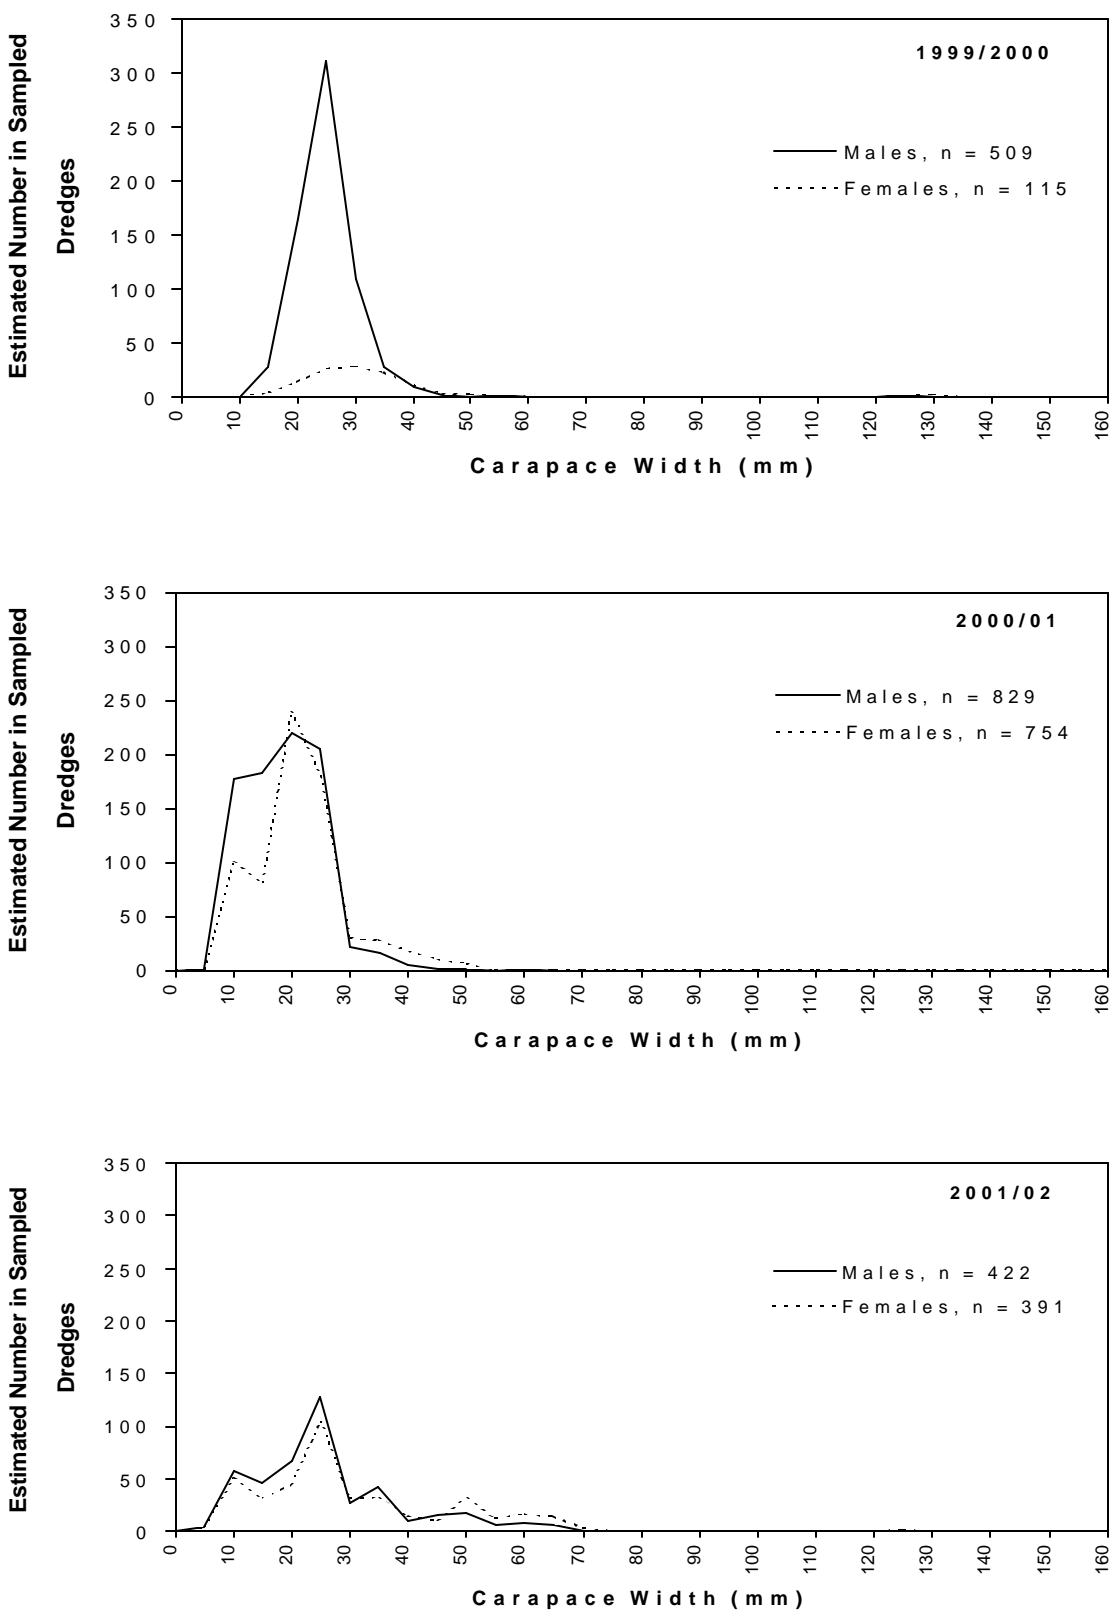 Estimated Number in Sampled
Dredges
350
300
250
200
150
100
50
0
1999/2000
Males, n = 509
Females, n = 115
0 10 20 30 40 50 60 70 80 90 100 110 120 130 140 150 160
Carapace Width (mm)
Estimated Number in Sampled
Dredges
350
300
250
200
150
100
50
0
2000/01
Males, n = 829
Females, n = 754
0 10 20 30 40 50 60 70 80 90 100 110 120 130 140 150 160
Carapace Width (mm)
Estimated Number in Sampled
Dredges
350
300
250
200
150
100
50
0
2001/02
Males, n = 422
Females, n = 391
0 10 20 30 40 50 60 70 80 90 100 110 120 130 140 150 160
Carapace Width (mm)